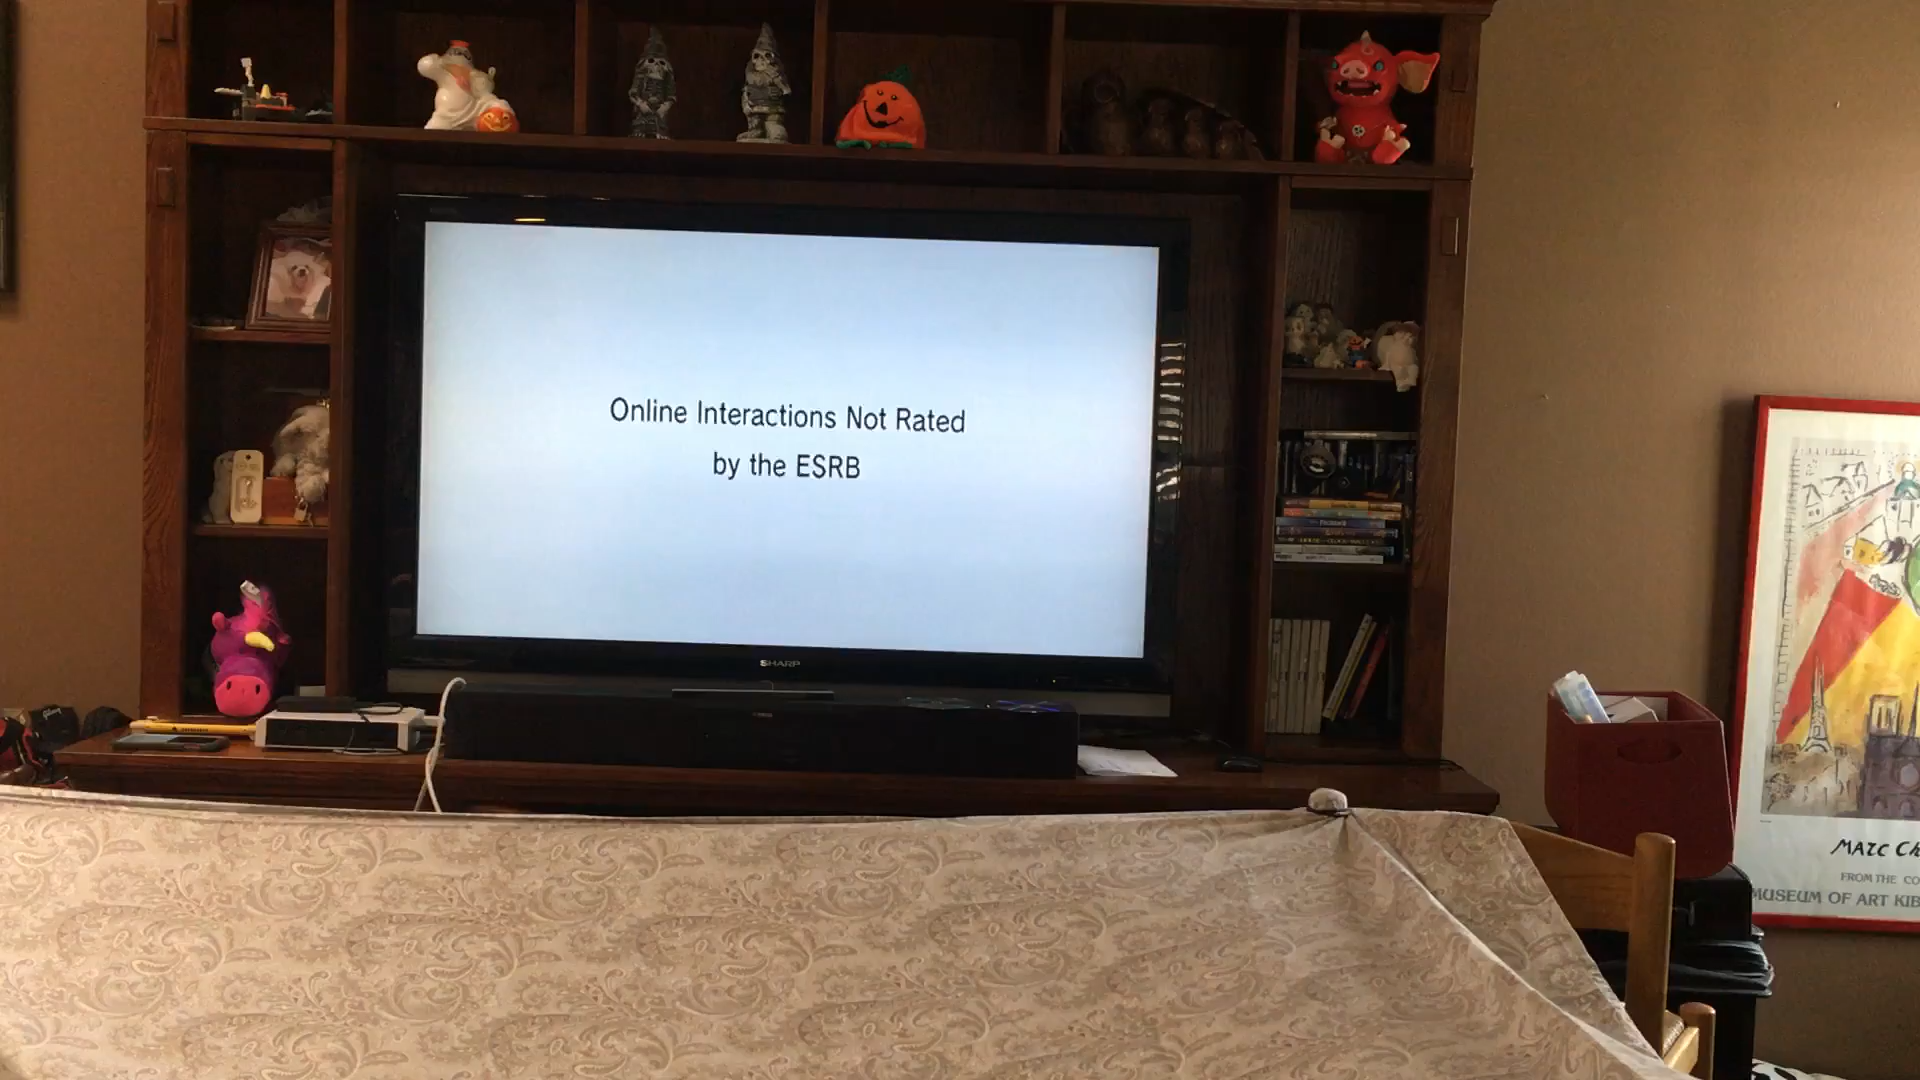 Online Interactions Not Rated
by the ESRB
SHARP
MARC Ch
FROM THE CO
MUSEUM OF ART KIB